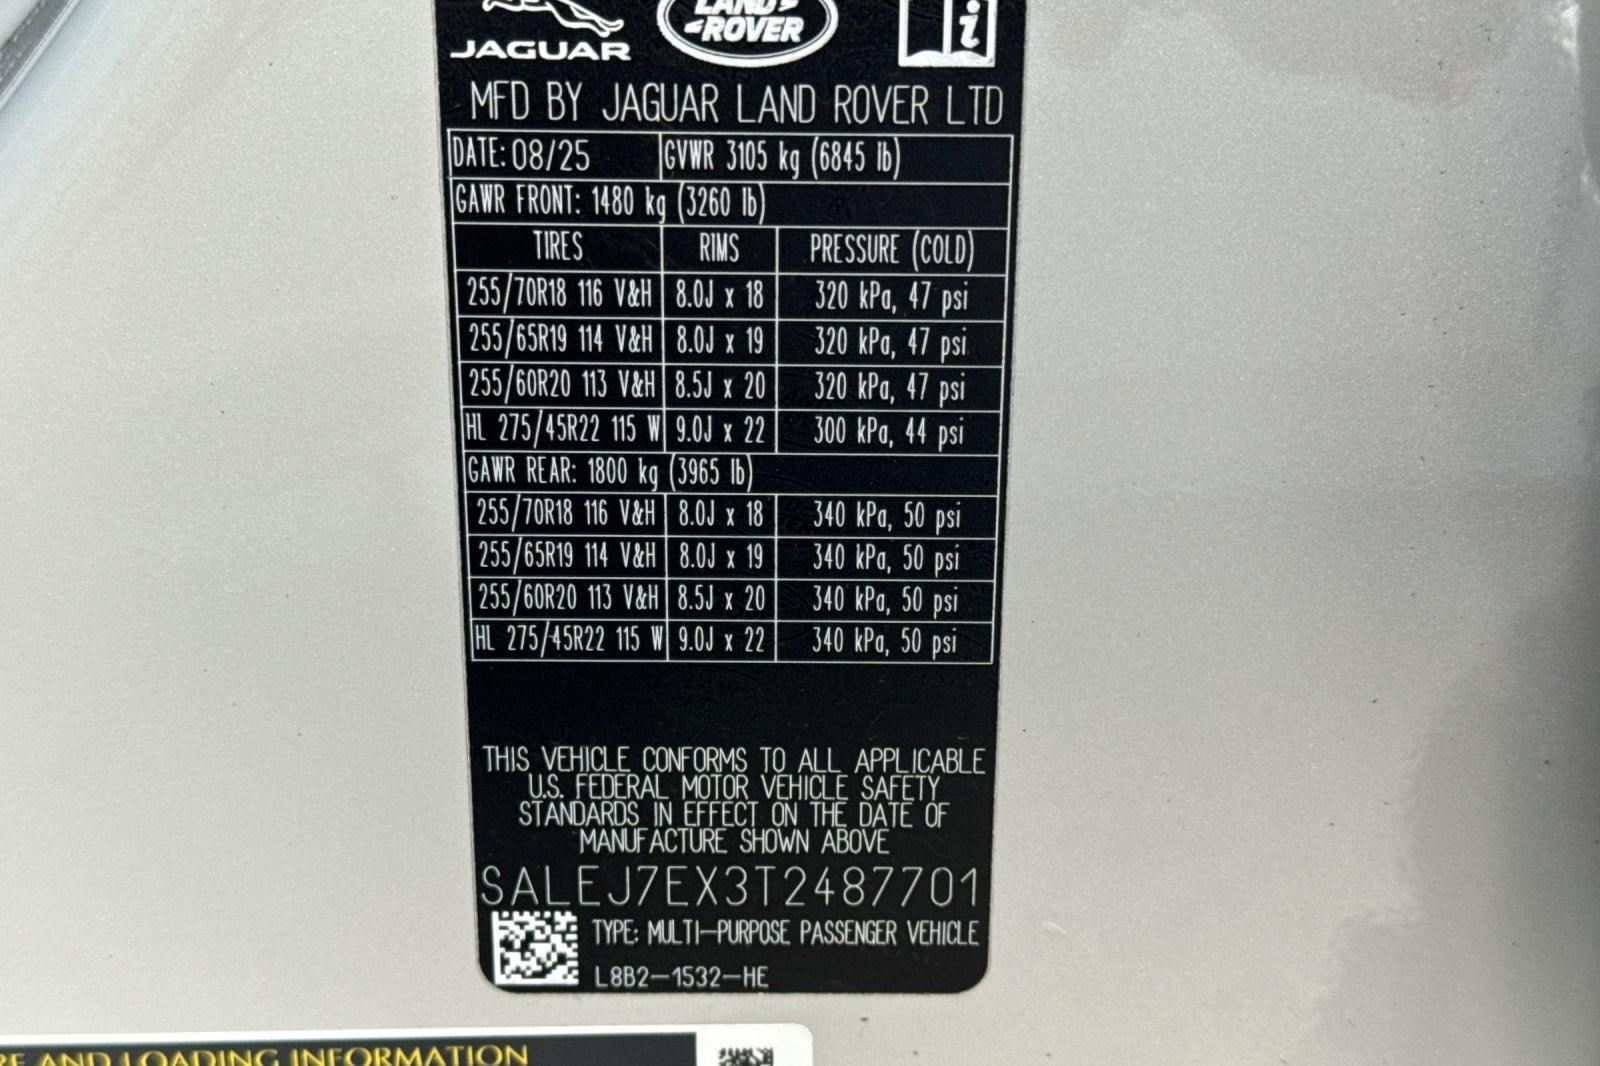 JAGUAR
LAND
ROVER
i
MFD BY JAGUAR LAND ROVER LTD
DATE: 08/25 GVWR 3105 kg (6845 lb)
GAWR FRONT: 1480 kg (3260 lb)
TIRES RIMS PRESSURE (COLD)
255/70R18 116 V&H 8.0J x 18 320 kPa, 47 psi
255/65R19 114 V&H 8.0J x 19 320 kPa, 47 psi
255/60R20 113 V&H 8.5J x 20 320 kPa, 47 psi
HL 275/45R22 115 W 9.0J x 22 300 kPa, 44 psi
GAWR REAR: 1800 kg (3965 lb)
255/70R18 116 V&H 8.0J x 18 340 kPa, 50 psi
255/65R19 114 V&H 8.0J x 19 340 kPa, 50 psi
255/60R20 113 V&H 8.5J x 20 340 kPa, 50 psi
HL 275/45R22 115 W 9.0J x 22 340 kPa, 50 psi
THIS VEHICLE CONFORMS TO ALL APPLICABLE
U.S. FEDERAL MOTOR VEHICLE SAFETY
STANDARDS IN EFFECT ON THE DATE OF
MANUFACTURE SHOWN ABOVE
SALEJ7EX3T2487701
TYPE: MULTI-PURPOSE PASSENGER VEHICLE
L8B2-1532-HE
RE AND LOADING INFORMATION